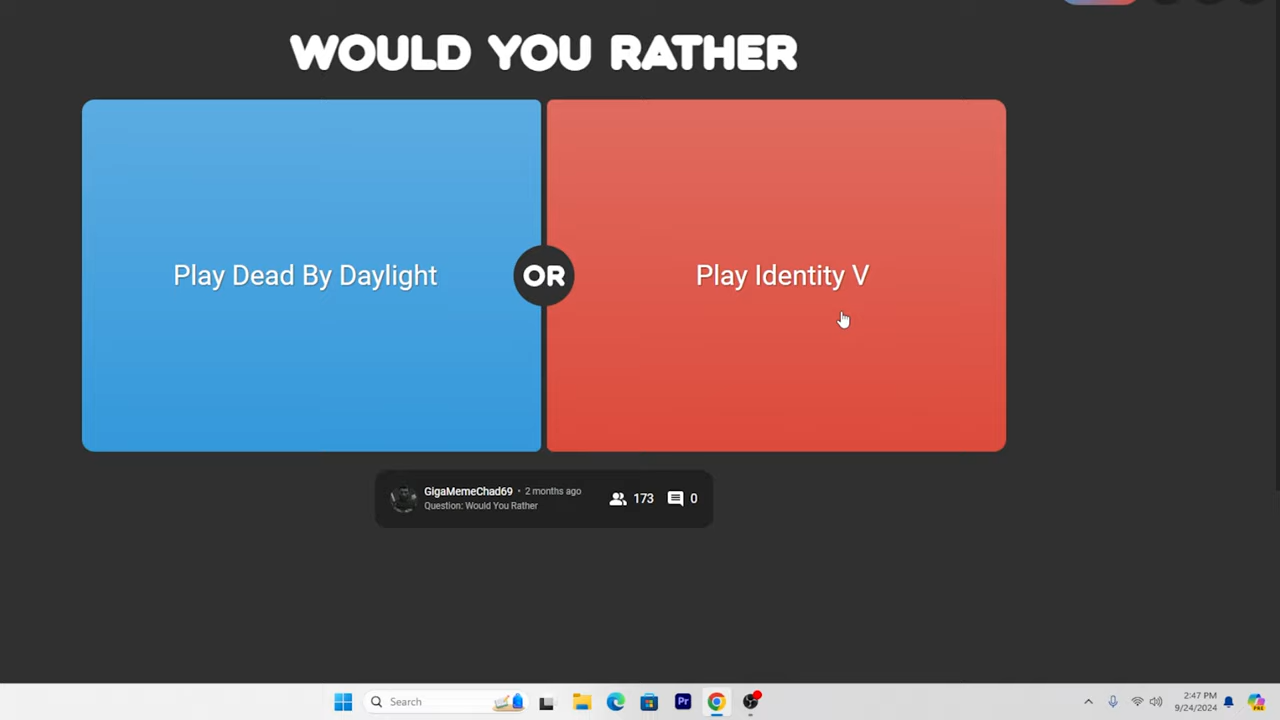 WOULD YOU RATHER
Play Dead By Daylight
OR
Play Identity V
GigaMemeChad69 • 2 months ago
Question: Would You Rather
173
0
Search
Pr
2:47 PM
9/24/2024